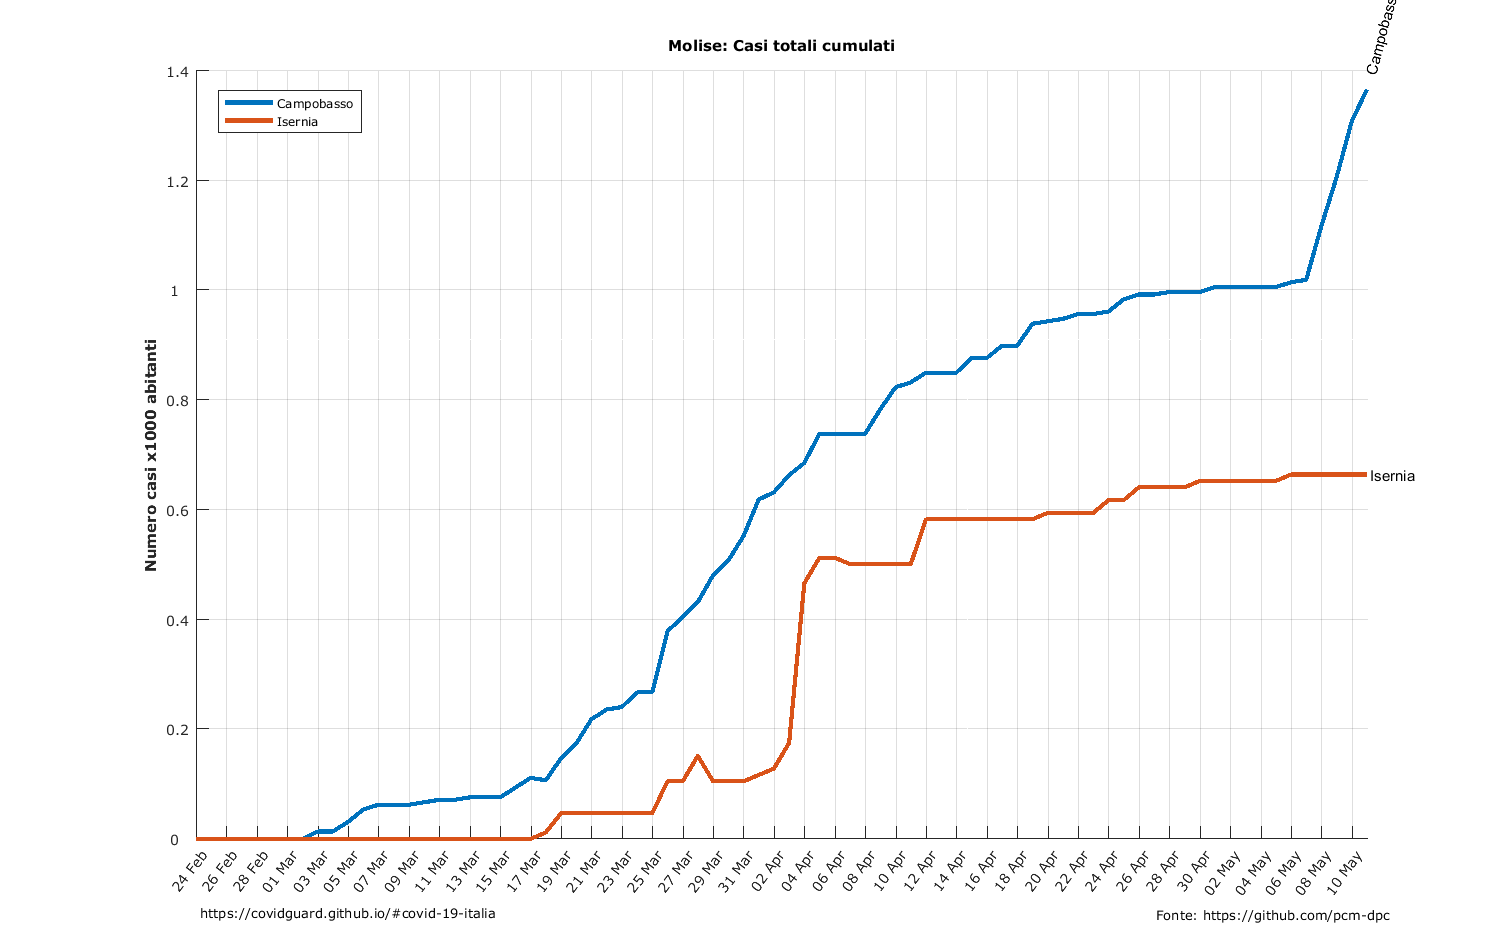 Molise: Casi totali cumulati
Campobasso
Isernia
Campobass
Isernia
Numero casi x1000 abitanti
1.4
1.2
1
0.8
0.6
0.4
0.2
0
24 Feb
26 Feb
28 Feb
01 Mar
03 Mar
05 Mar
07 Mar
09 Mar
11 Mar
13 Mar
15 Mar
17 Mar
19 Mar
21 Mar
23 Mar
25 Mar
27 Mar
29 Mar
31 Mar
02 Apr
04 Apr
06 Apr
08 Apr
10 Apr
12 Apr
14 Apr
16 Apr
18 Apr
20 Apr
22 Apr
24 Apr
26 Apr
28 Apr
30 Apr
02 May
04 May
06 May
08 May
10 May
https://covidguard.github.io/#covid-19-italia
Fonte: https://github.com/pcm-dpc